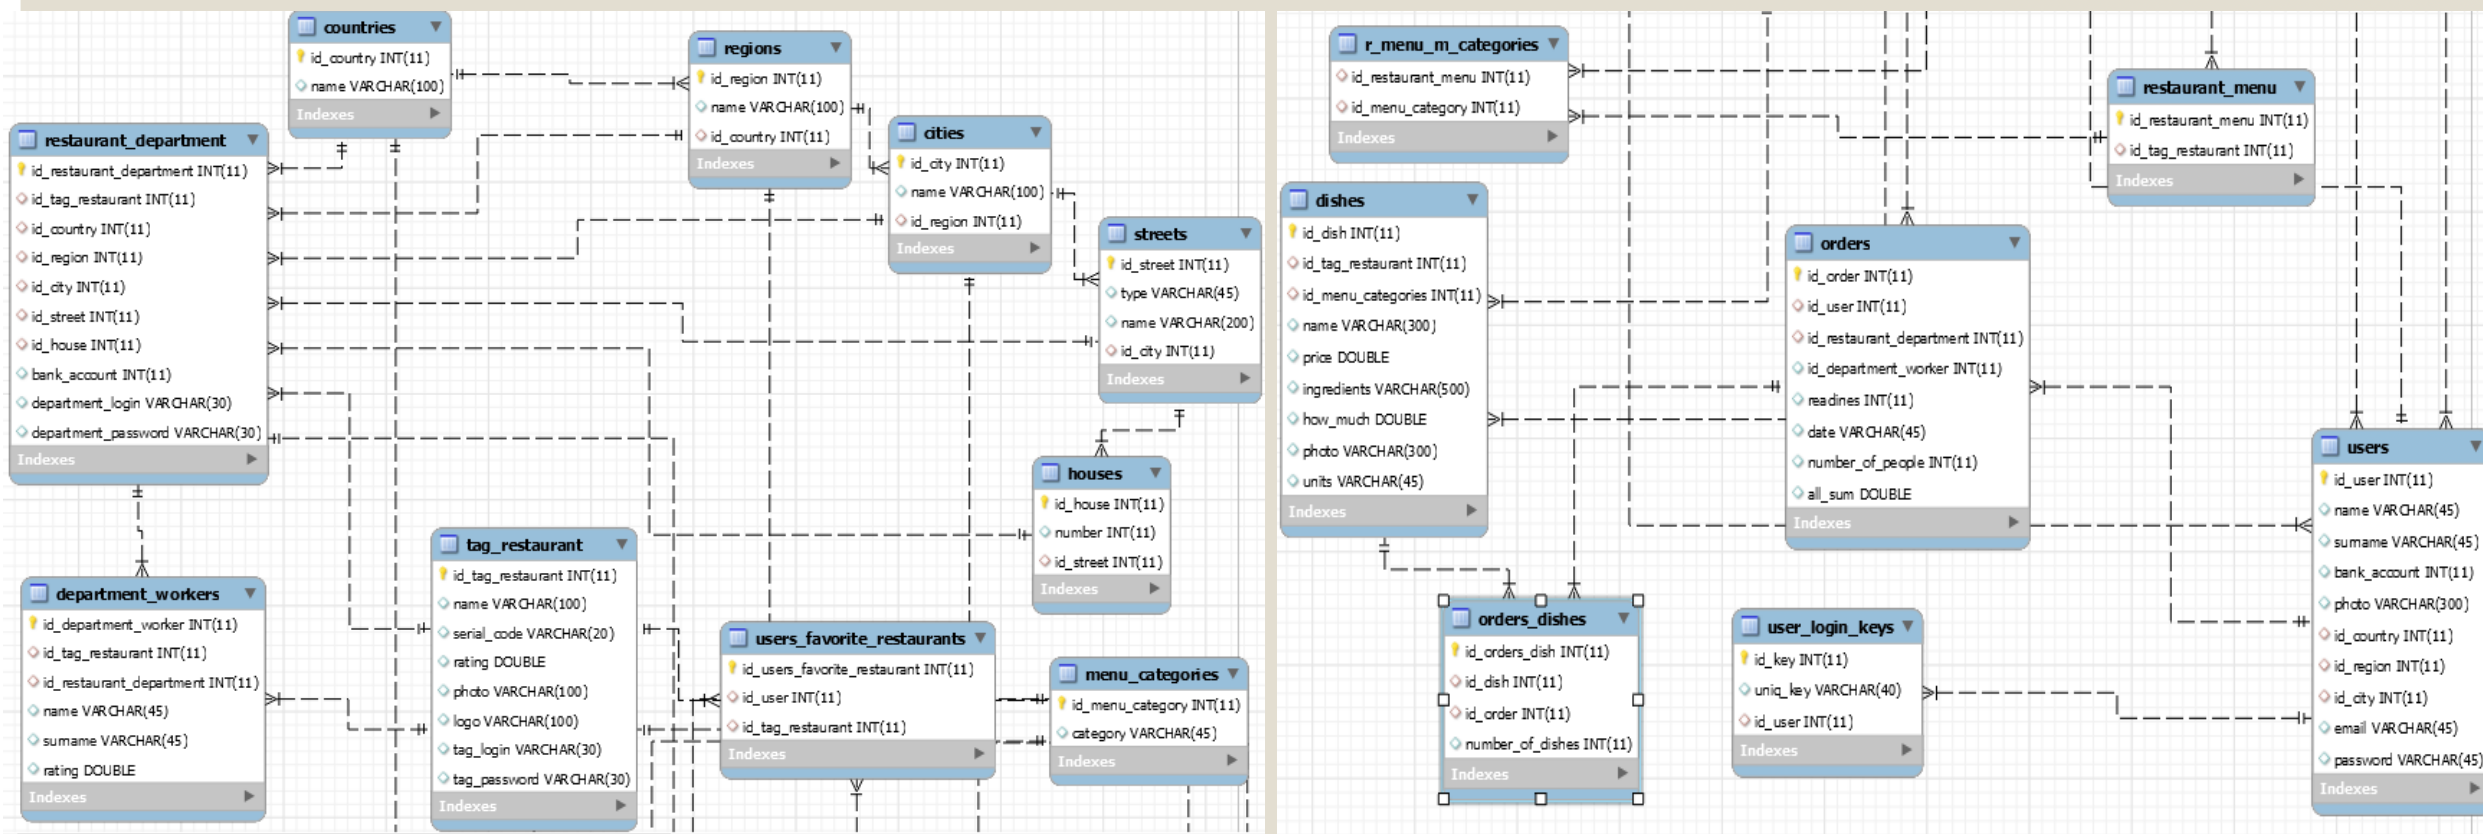 countries
id_country INT(11)
name VARCHAR(100)
Indexes
regions
id_region INT(11)
name VARCHAR(100)
id_country INT(11)
Indexes
restaurant_department
id_restaurant_department INT(11)
id_tag_restaurant INT(11)
id_country INT(11)
id_region INT(11)
id_city INT(11)
id_street INT(11)
id_house INT(11)
bank_account INT(11)
department_login VARCHAR(30)
department_password VARCHAR(30)
Indexes
cities
id_city INT(11)
name VARCHAR(100)
id_region INT(11)
Indexes
streets
id_street INT(11)
type VARCHAR(45)
name VARCHAR(200)
id_city INT(11)
Indexes
houses
id_house INT(11)
number INT(11)
id_street INT(11)
Indexes
department_workers
id_department_worker INT(11)
id_tag_restaurant INT(11)
id_restaurant_department INT(11)
name VARCHAR(45)
surname VARCHAR(45)
rating DOUBLE
Indexes
tag_restaurant
id_tag_restaurant INT(11)
name VARCHAR(100)
serial_code VARCHAR(20)
rating DOUBLE
photo VARCHAR(100)
logo VARCHAR(100)
tag_login VARCHAR(30)
tag_password VARCHAR(30)
Indexes
users_favorite_restaurants
id_users_favorite_restaurant INT(11)
id_user INT(11)
id_tag_restaurant INT(11)
Indexes
menu_categories
id_menu_category INT(11)
category VARCHAR(45)
Indexes
r_menu_m_categories
id_restaurant_menu INT(11)
id_menu_category INT(11)
Indexes
restaurant_menu
id_restaurant_menu INT(11)
id_tag_restaurant INT(11)
Indexes
dishes
id_dish INT(11)
id_tag_restaurant INT(11)
id_menu_categories INT(11)
name VARCHAR(300)
price DOUBLE
ingredients VARCHAR(500)
how_much DOUBLE
photo VARCHAR(300)
units VARCHAR(45)
Indexes
orders
id_order INT(11)
id_user INT(11)
id_restaurant_department INT(11)
id_department_worker INT(11)
readines INT(11)
date VARCHAR(45)
number_of_people INT(11)
all_sum DOUBLE
Indexes
users
id_user INT(11)
name VARCHAR(45)
surname VARCHAR(45)
bank_account INT(11)
photo VARCHAR(300)
id_country INT(11)
id_region INT(11)
id_city INT(11)
email VARCHAR(45)
password VARCHAR(45)
Indexes
orders_dishes
id_orders_dish INT(11)
id_dish INT(11)
id_order INT(11)
number_of_dishes INT(11)
Indexes
user_login_keys
id_key INT(11)
uniq_key VARCHAR(40)
id_user INT(11)
Indexes